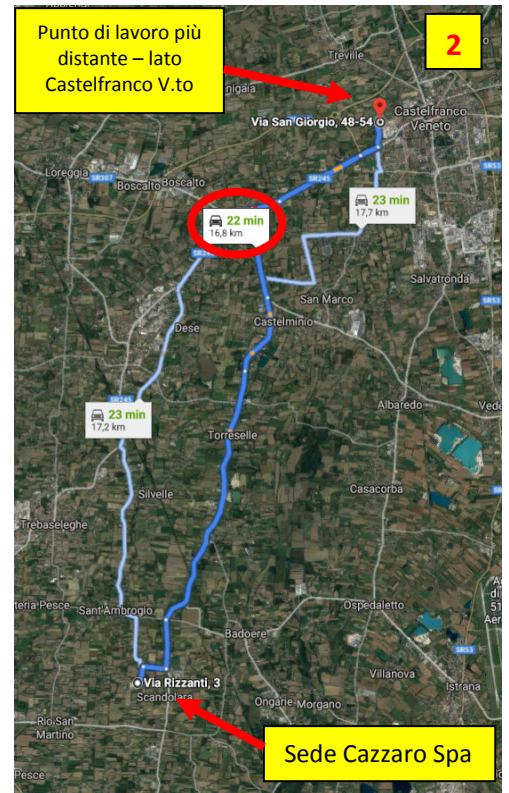 Punto di lavoro più
distante – lato
Castelfranco V.to
2
Treville
Via San Giorgio, 48-54
Castelfranco
Veneto
Loreggia
SR307
Boscalto
Boscalto
SR245
SR53
22 min
16,8 km
23 min
17,7 km
Salvatronda
San Marco
Castelminio
Dese
SR245
23 min
17,2 km
Albaredo
Torreselle
Silvelle
Casacorba
Trebaseleghe
Sant'Ambrogio
Ospedaletto
Badoere
SR53
Via Rizzanti, 3
Scandolara
Villanova
Istrana
Ongarie
Morgano
Rio San
Martino
Sede Cazzaro Spa
Pesce